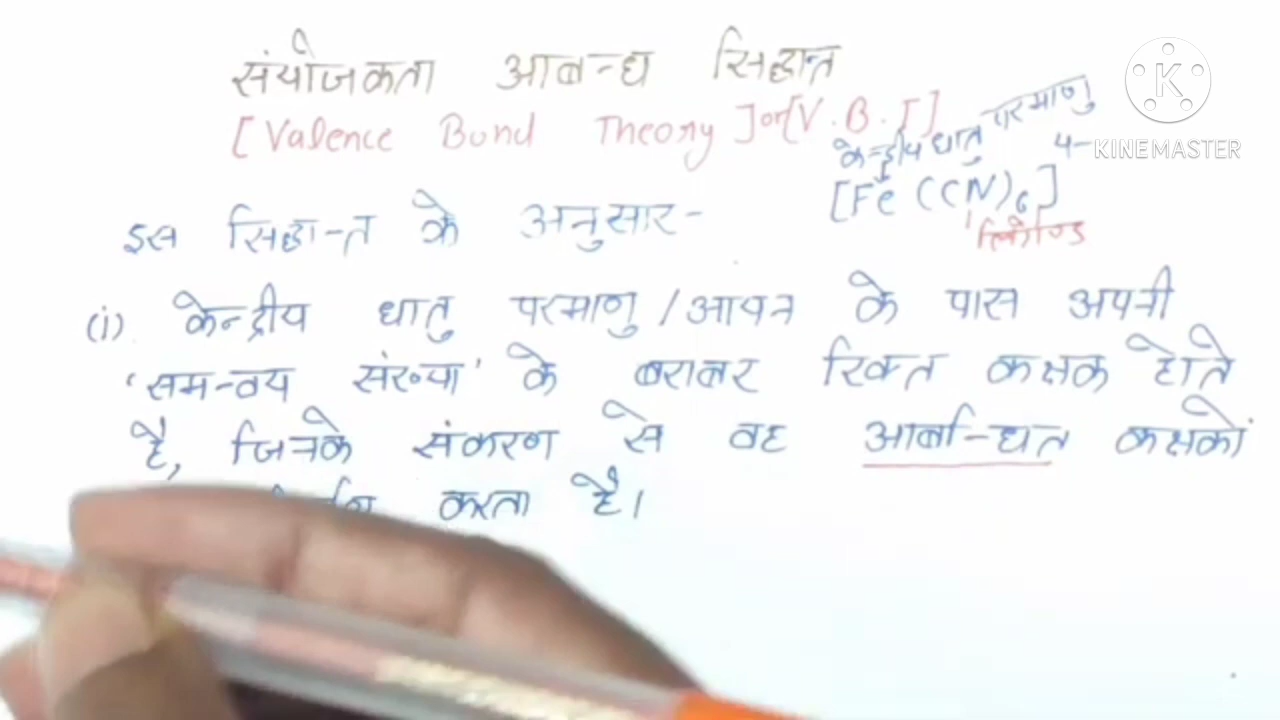 संयोजकता आबन्ध सिद्धान्त
[Valence Bond Theory] or [V.B.T]
केन्द्रीय धातु परमाणु
[Fe (CN)6]4-
लिगेण्ड
KINEMASTER
इस सिद्धान्त के अनुसार-
(i) केन्द्रीय धातु परमाणु/आयन के पास अपनी
'समन्वय संख्या' के बराबर रिक्त कक्षक होते
है, जिनके संकरण से वह कक्षकों
करता है।